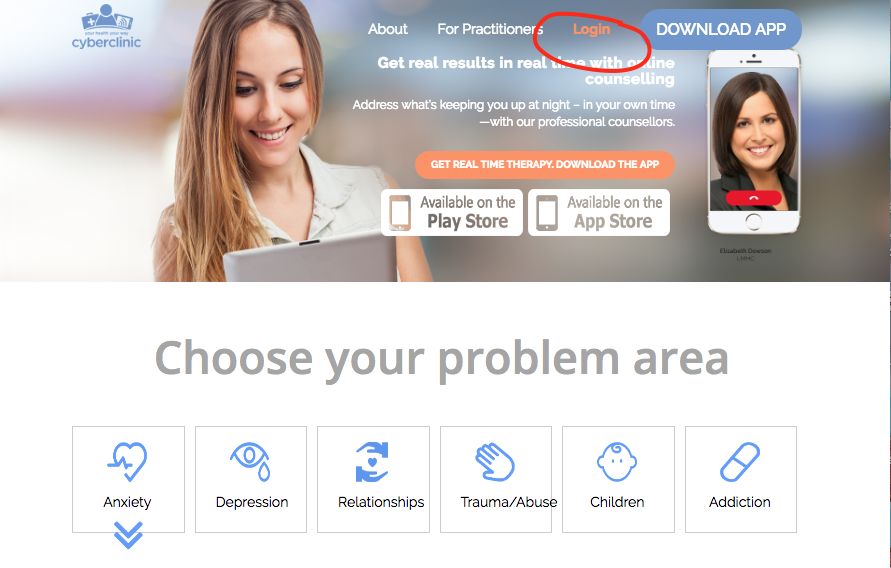 your health your way
cyberclinic
About
For Practitioners
Login
DOWNLOAD APP
Get real results in real time with online
counselling
Address what's keeping you up at night – in your own time
—with our professional counsellors.
GET REAL TIME THERAPY. DOWNLOAD THE APP
Available on the
Play Store
Available on the
App Store
Elisabeth Dowson
LMHC
Choose your problem area
Anxiety
Depression
Relationships
Trauma/Abuse
Children
Addiction